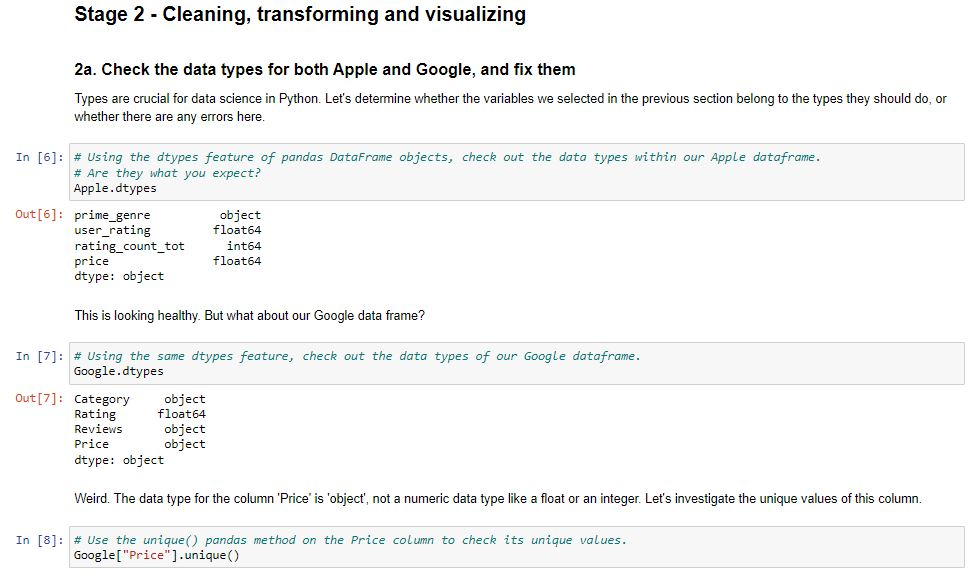 Stage 2 - Cleaning, transforming and visualizing
2a. Check the data types for both Apple and Google, and fix them
Types are crucial for data science in Python. Let's determine whether the variables we selected in the previous section belong to the types they should do, or
whether there are any errors here.
In [6]: # Using the dtypes feature of pandas DataFrame objects, check out the data types within our Apple dataframe.
# Are they what you expect?
Apple.dtypes
Out[6]: prime_genre object
user_rating float64
rating_count_tot int64
price float64
dtype: object
This is looking healthy. But what about our Google data frame?
In [7]: # Using the same dtypes feature, check out the data types of our Google dataframe.
Google.dtypes
Out[7]: Category object
Rating float64
Reviews object
Price object
dtype: object
Weird. The data type for the column 'Price' is 'object', not a numeric data type like a float or an integer. Let's investigate the unique values of this column.
In [8]: # Use the unique() pandas method on the Price column to check its unique values.
Google["Price"].unique()